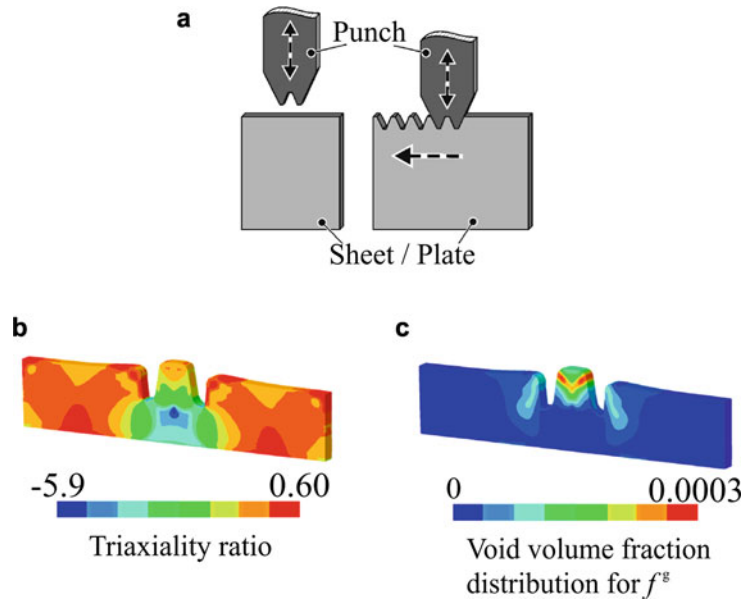 a
Punch
Sheet / Plate
b
c
-5.9 0.60
Triaxiality ratio
0 0.0003
Void volume fraction
distribution for f^g